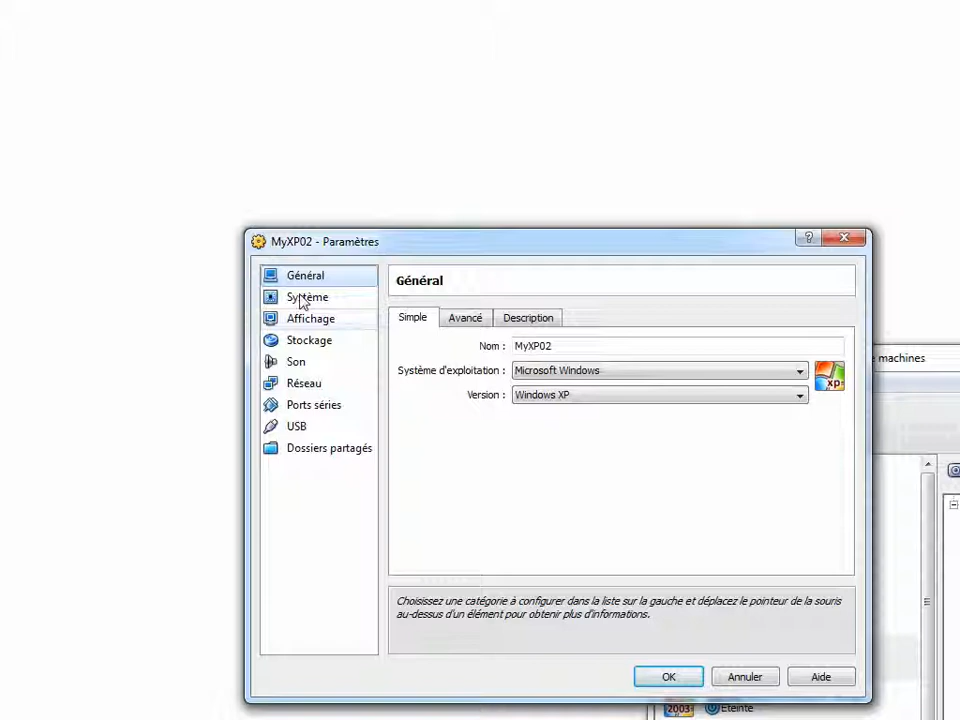 MyXP02 - Paramètres
Général
Système
Affichage
Stockage
Son
Réseau
Ports séries
USB
Dossiers partagés
Général
Simple
Avancé
Description
Nom :
MyXP02
Système d'exploitation :
Microsoft Windows
xp
Version :
Windows XP
Choisissez une catégorie à configurer dans la liste sur la gauche et déplacez le pointeur de la souris
au-dessus d'un élément pour obtenir plus d'informations.
OK
Annuler
Aide
machines
2003
Éteinte